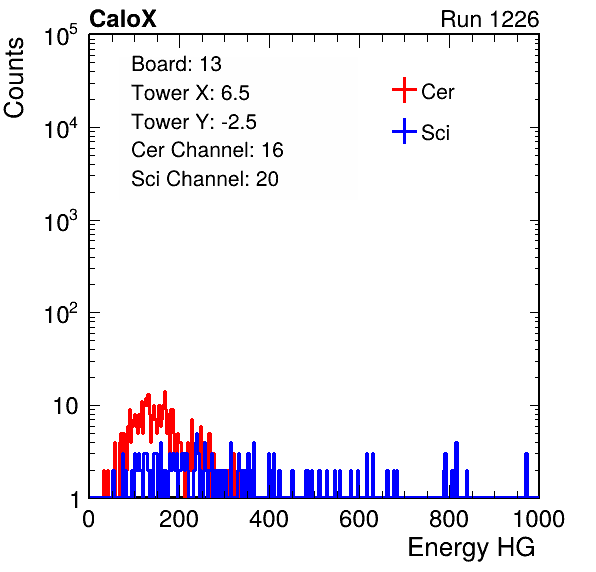 CaloX Run 1226
Counts
Board: 13
Tower X: 6.5
Tower Y: -2.5
Cer Channel: 16
Sci Channel: 20
Cer
Sci
10^5
10^4
10^3
10^2
10
1
0 200 400 600 800 1000
Energy HG